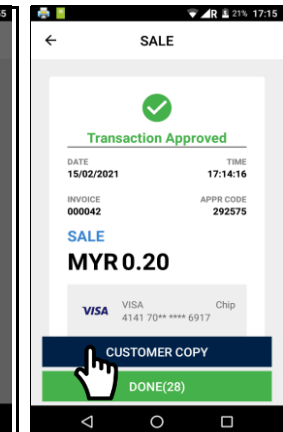 21% 17:15
SALE
Transaction Approved
DATE TIME
15/02/2021 17:14:16
INVOICE APPR CODE
000042 292575
SALE
MYR 0.20
VISA VISA Chip
4141 70** **** 6917
CUSTOMER COPY
DONE(28)